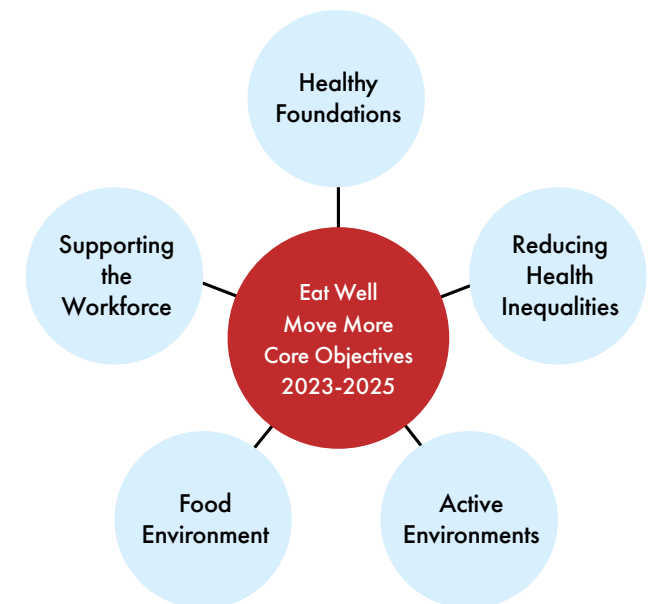 Healthy
Foundations
Supporting
the
Workforce
Reducing
Health
Inequalities
Eat Well
Move More
Core Objectives
2023-2025
Food
Environment
Active
Environments